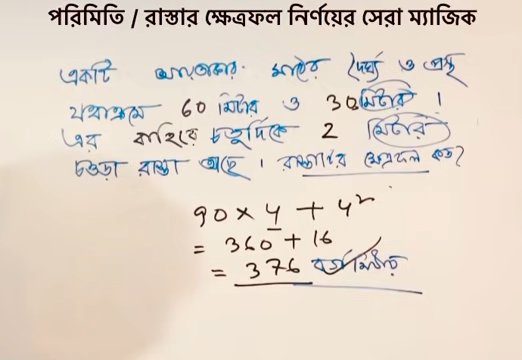 পরিমিতি / রাস্তার ক্ষেত্রফল নির্ণয়ের সেরা ম্যাজিক
একটি আয়তাকার মাঠের দৈর্ঘ্য ও প্রস্থ
যথাক্রমে 60 মিটার ও 30 মিটার।
এর বাহিরে চতুর্দিকে 2 মিটার
চওড়া রাস্তা আছে। রাস্তাটির ক্ষেত্রফল কত?
90 × 4 + 4²
= 360 + 16
= 376 বর্গমিটার